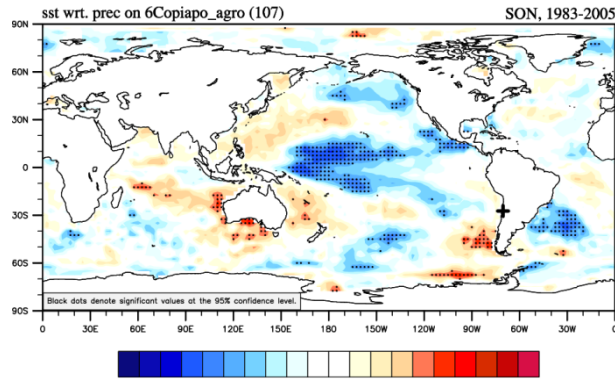 sst wrt. prec on 6Copiapo_agro (107) SON, 1983-2005
90N
60N
30N
0
30S
60S
90S
Black dots denote significant values at the 95% confidence level.
0 30E 60E 90E 120E 150E 180 150W 120W 90W 60W 30W 0